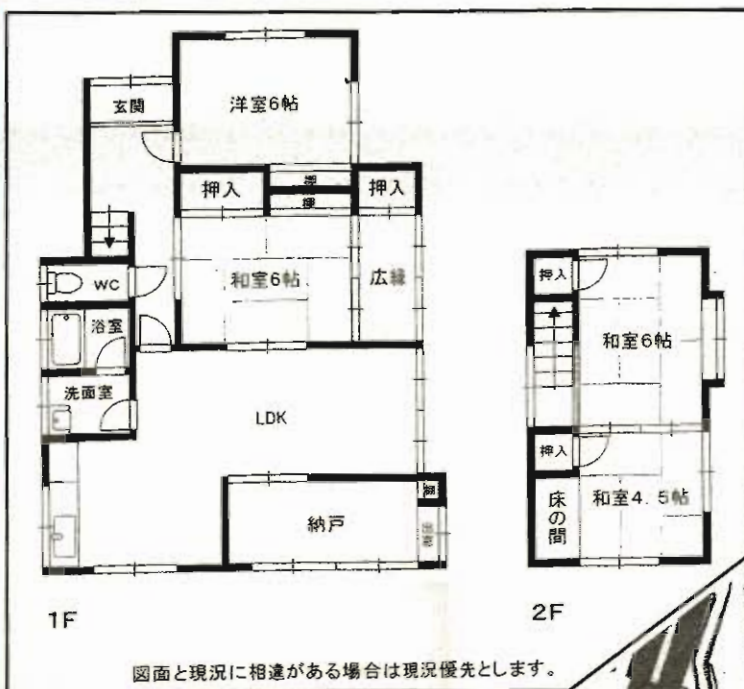 玄関
洋室6帖
押入
棚
押入
和室6帖
広縁
WC
浴室
洗面室
LDK
納戸
1F
押入
和室6帖
押入
和室4.5帖
床の間
2F
図面と現況に相違がある場合は現況優先とします。